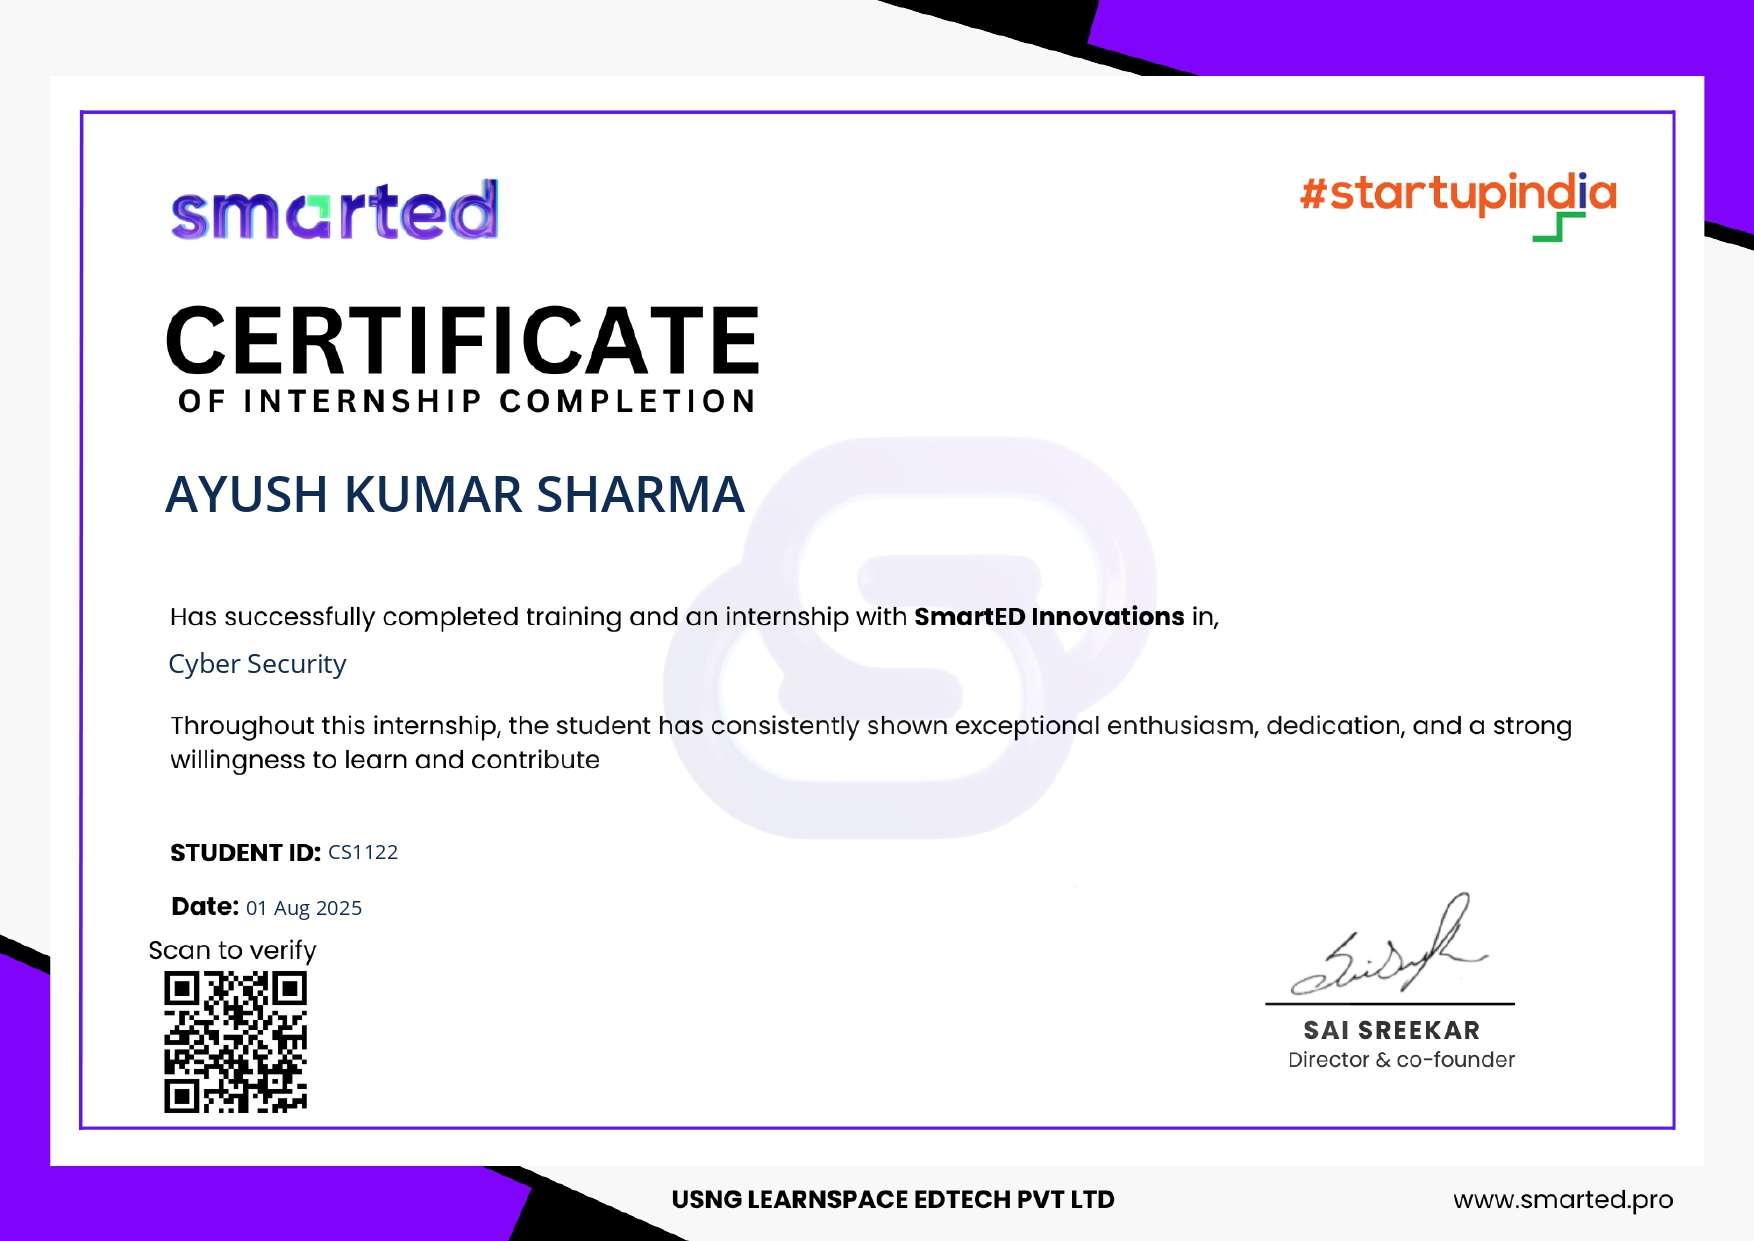 smarted
#startupindia
CERTIFICATE
OF INTERNSHIP COMPLETION
AYUSH KUMAR SHARMA
Has successfully completed training and an internship with SmartED Innovations in,
Cyber Security
Throughout this internship, the student has consistently shown exceptional enthusiasm, dedication, and a strong
willingness to learn and contribute
STUDENT ID: CS1122
Date: 01 Aug 2025
Scan to verify
SAI SREEKAR
Director & co-founder
USNG LEARNSPACE EDTECH PVT LTD
www.smarted.pro